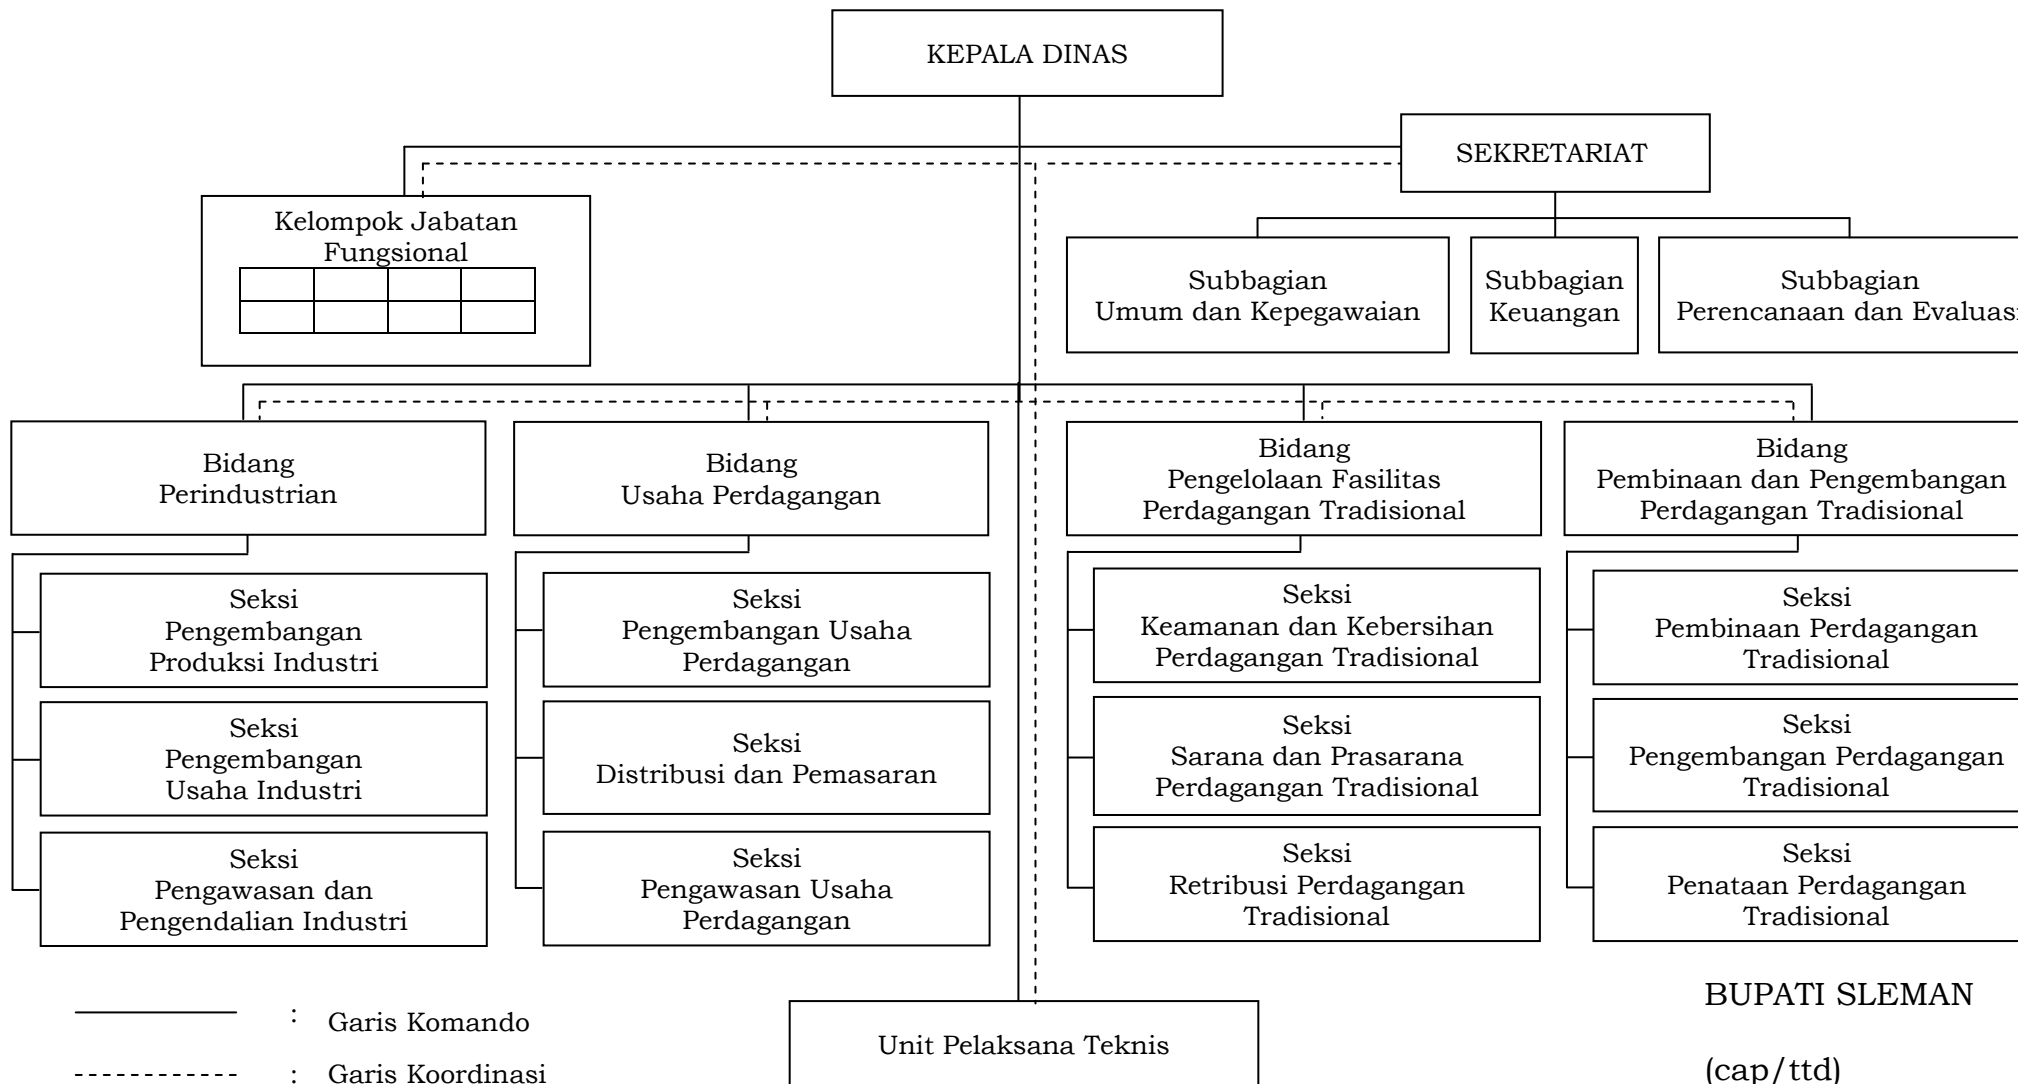 KEPALA DINAS
SEKRETARIAT
Kelompok Jabatan
Fungsional
Subbagian
Umum dan Kepegawaian
Subbagian
Keuangan
Subbagian
Perencanaan dan Evaluasi
Bidang
Perindustrian
Bidang
Usaha Perdagangan
Bidang
Pengelolaan Fasilitas
Perdagangan Tradisional
Bidang
Pembinaan dan Pengembangan
Perdagangan Tradisional
Seksi
Pengembangan
Produksi Industri
Seksi
Pengembangan
Usaha Industri
Seksi
Pengawasan dan
Pengendalian Industri
Seksi
Pengembangan Usaha
Perdagangan
Seksi
Distribusi dan Pemasaran
Seksi
Pengawasan Usaha
Perdagangan
Seksi
Keamanan dan Kebersihan
Perdagangan Tradisional
Seksi
Sarana dan Prasarana
Perdagangan Tradisional
Seksi
Retribusi Perdagangan
Tradisional
Seksi
Pembinaan Perdagangan
Tradisional
Seksi
Pengembangan Perdagangan
Tradisional
Seksi
Penataan Perdagangan
Tradisional
: Garis Komando
: Garis Koordinasi
Unit Pelaksana Teknis
BUPATI SLEMAN
(cap/ttd)